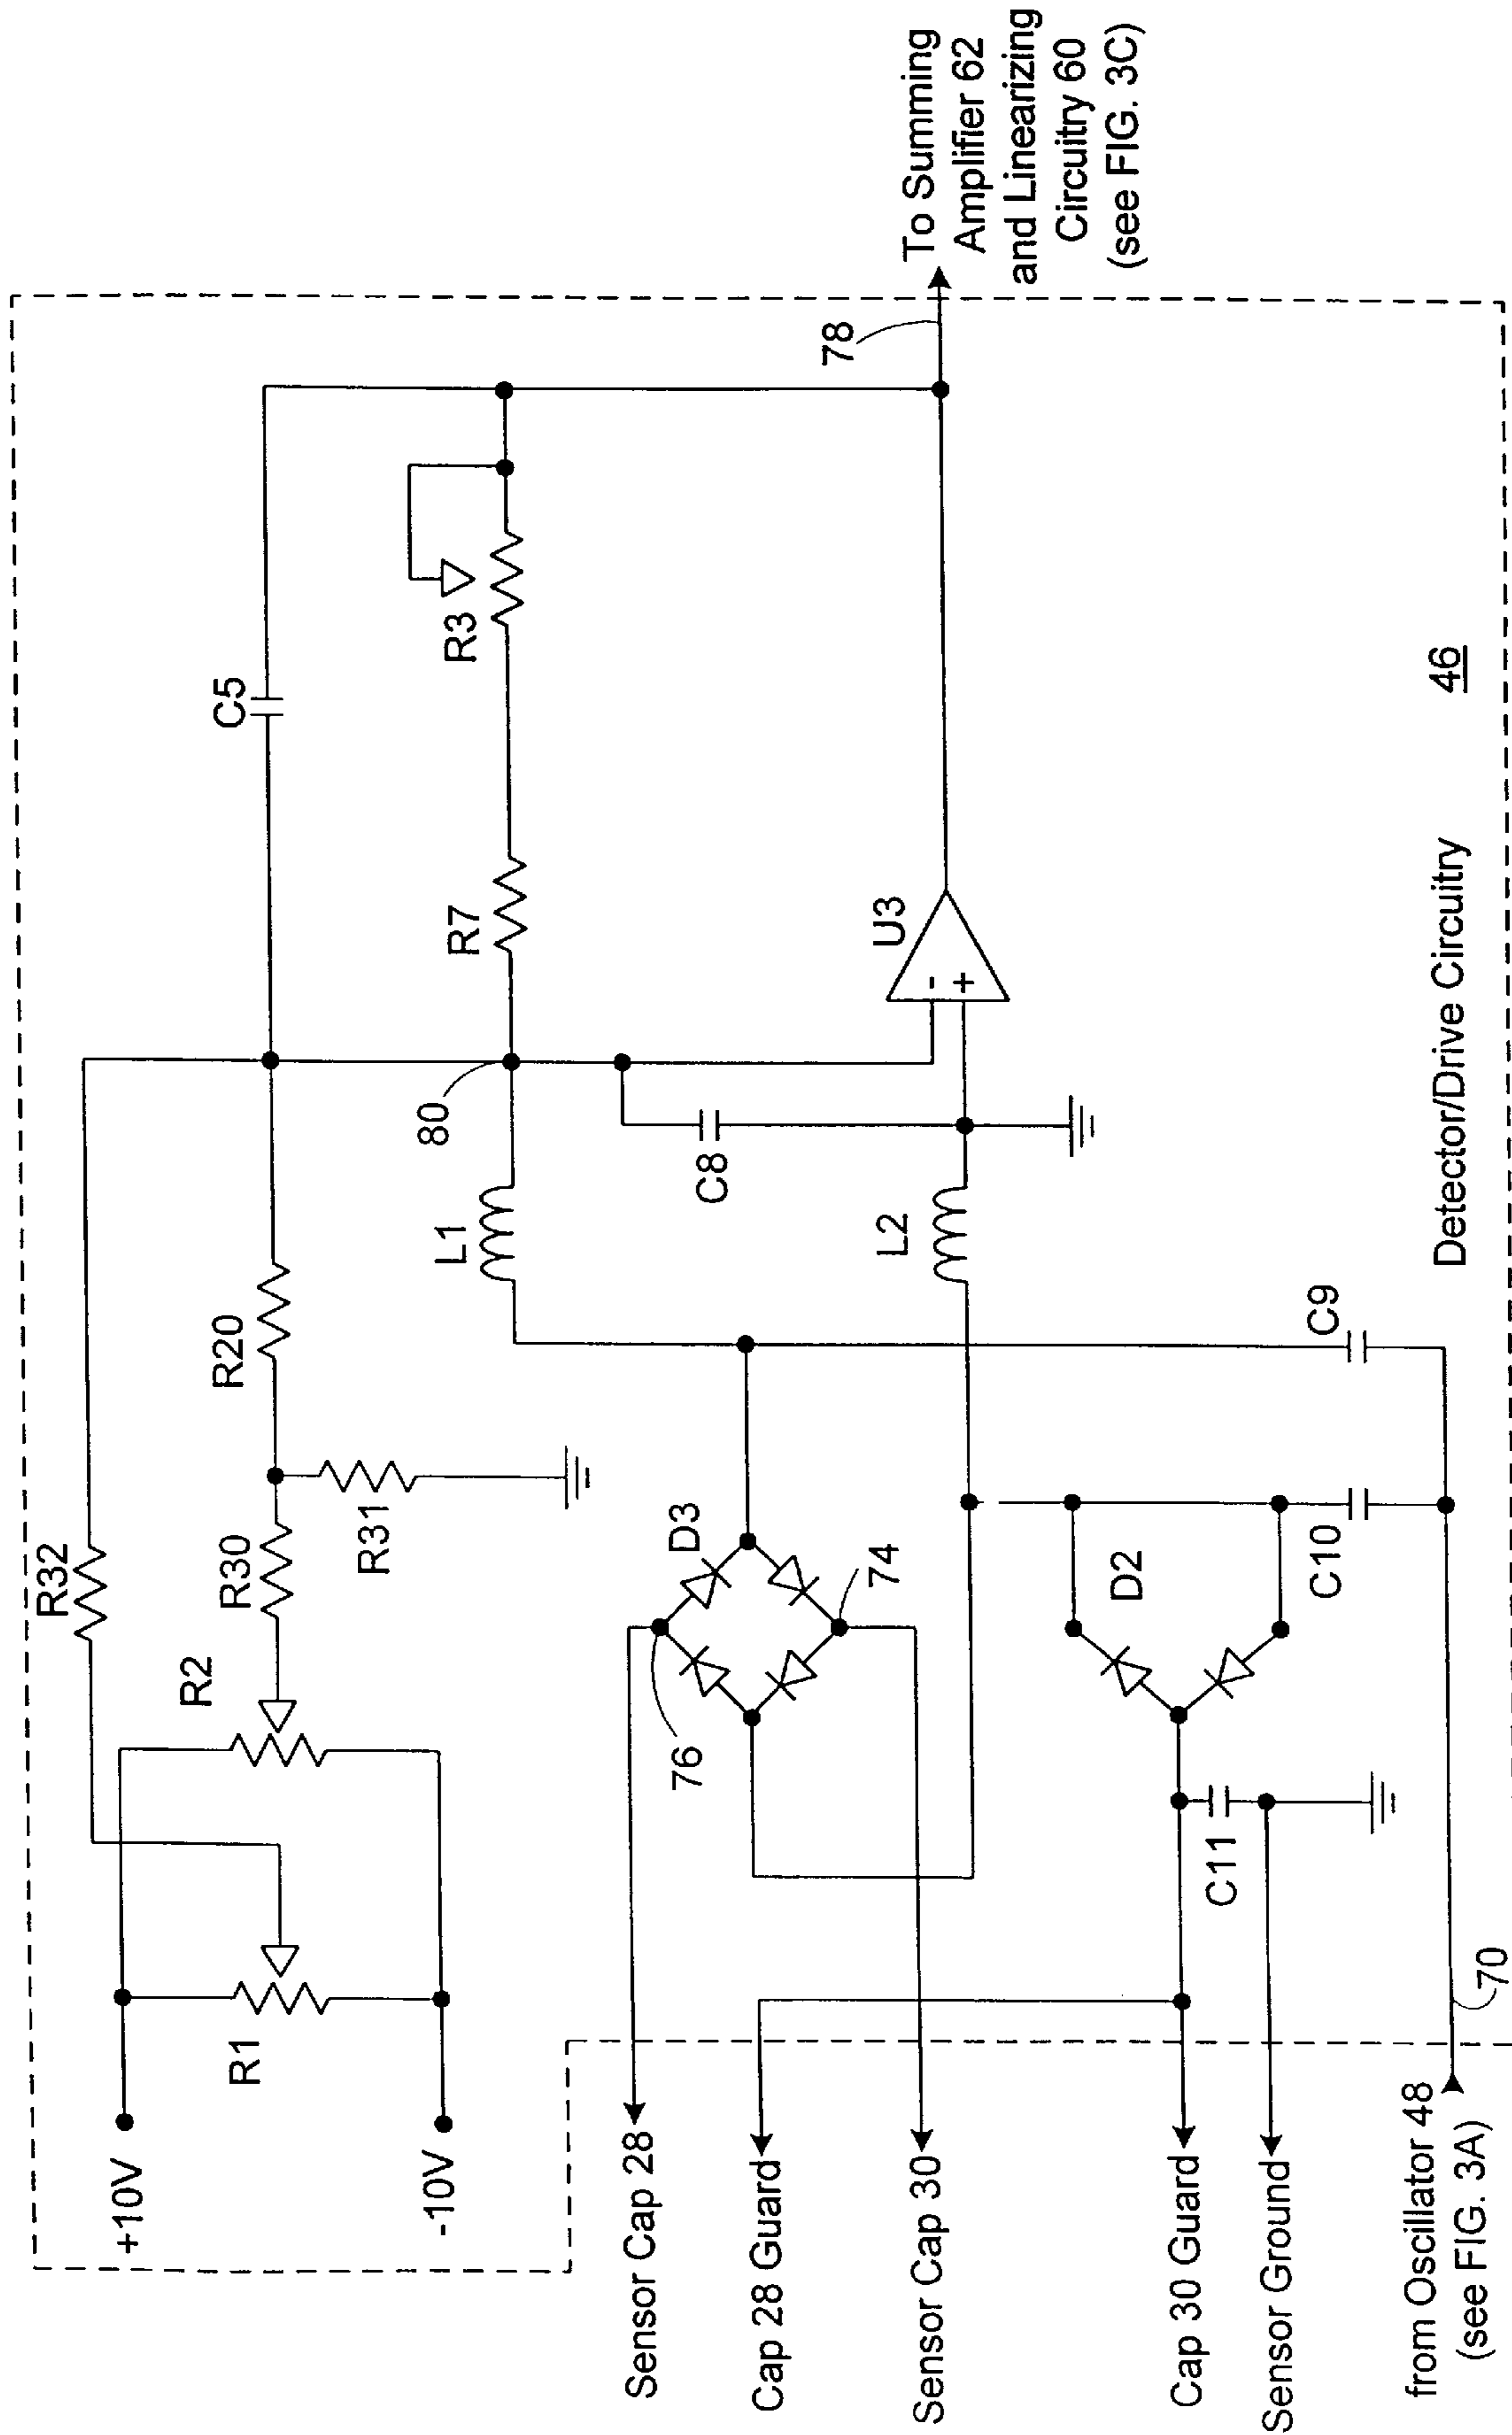 +10V
-10V
R1
R2
R32
R30
R31
R20
C5
R3
R7
80
L1
C8
U3
-
+
78
To Summing
Amplifier 62
and Linearizing
Circuitry 60
(see FIG. 3C)
Sensor Cap 28
Cap 28 Guard
Sensor Cap 30
Cap 30 Guard
Sensor Ground
from Oscillator 48
(see FIG. 3A)
70
76
D3
74
L2
D2
C11
C10
C9
Detector/Drive Circuitry
46